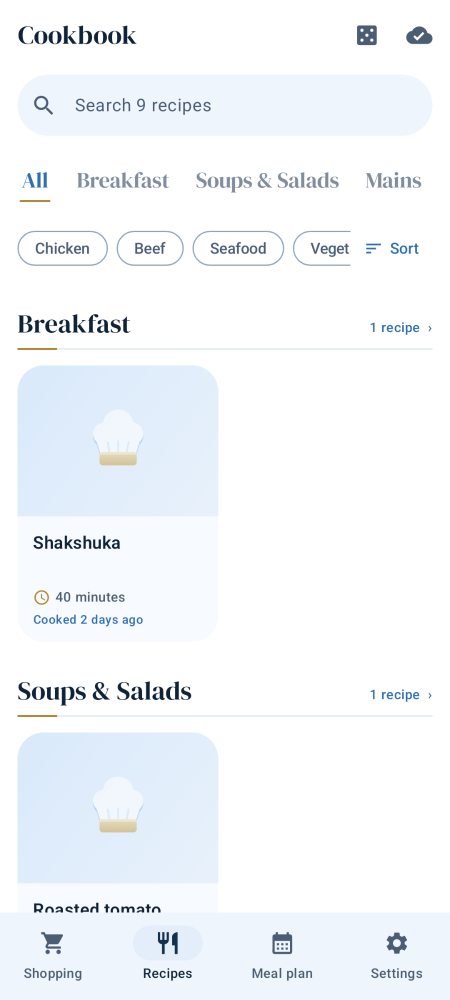 Cookbook
Search 9 recipes
All Breakfast Soups & Salads Mains
Chicken Beef Seafood Veget Sort
Breakfast 1 recipe ›
Shakshuka
40 minutes
Cooked 2 days ago
Soups & Salads 1 recipe ›
Roasted tomato
Shopping Recipes Meal plan Settings